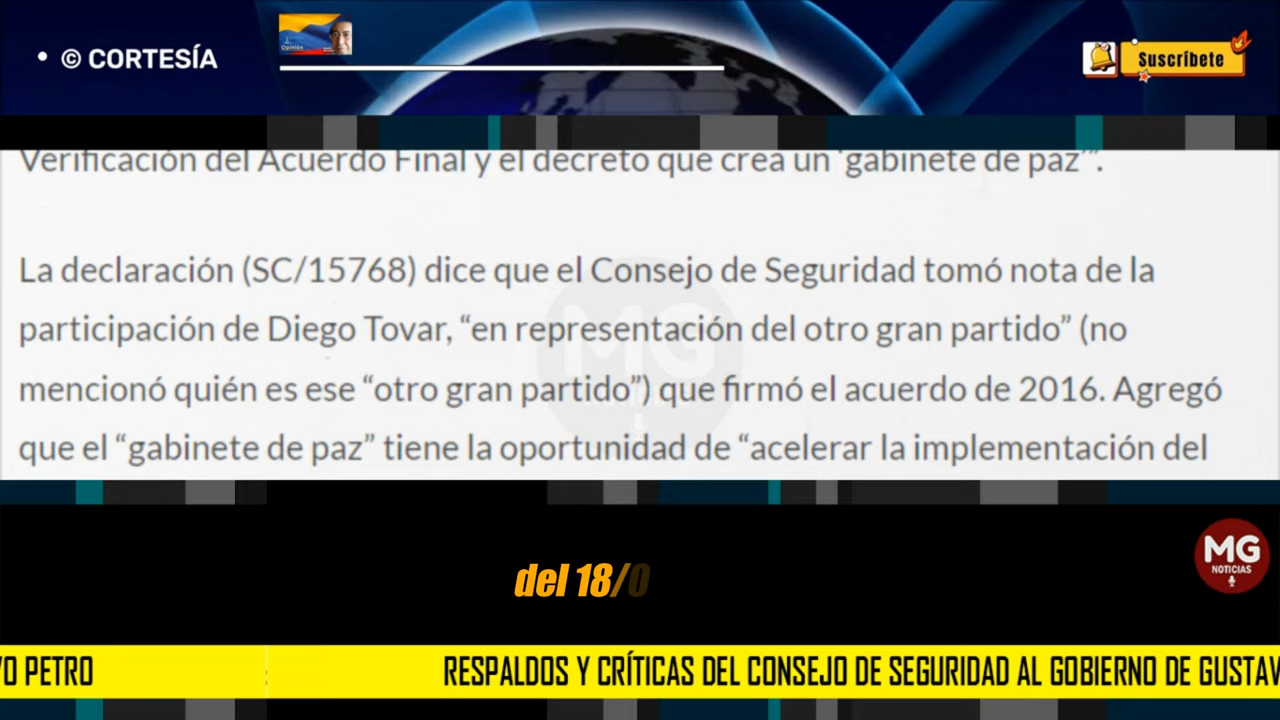 • © CORTESÍA
Opinión
Suscríbete
Verificación del Acuerdo Final y el decreto que crea un ‘gabinete de paz’”.
La declaración (SC/15768) dice que el Consejo de Seguridad tomó nota de la
participación de Diego Tovar, “en representación del otro gran partido” (no
mencionó quién es ese “otro gran partido”) que firmó el acuerdo de 2016. Agregó
que el “gabinete de paz” tiene la oportunidad de “acelerar la implementación del
MG
MG
NOTICIAS
del 18/0
O PETRO
RESPALDOS Y CRÍTICAS DEL CONSEJO DE SEGURIDAD AL GOBIERNO DE GUSTAV